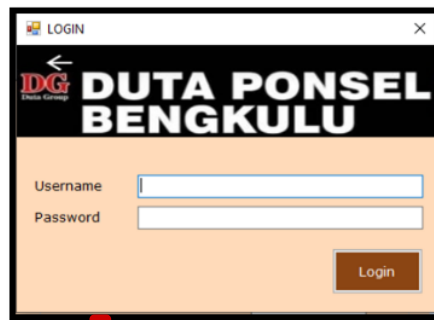 LOGIN
DG
Duta Group
DUTA PONSEL
BENGKULU
Username
Password
Login